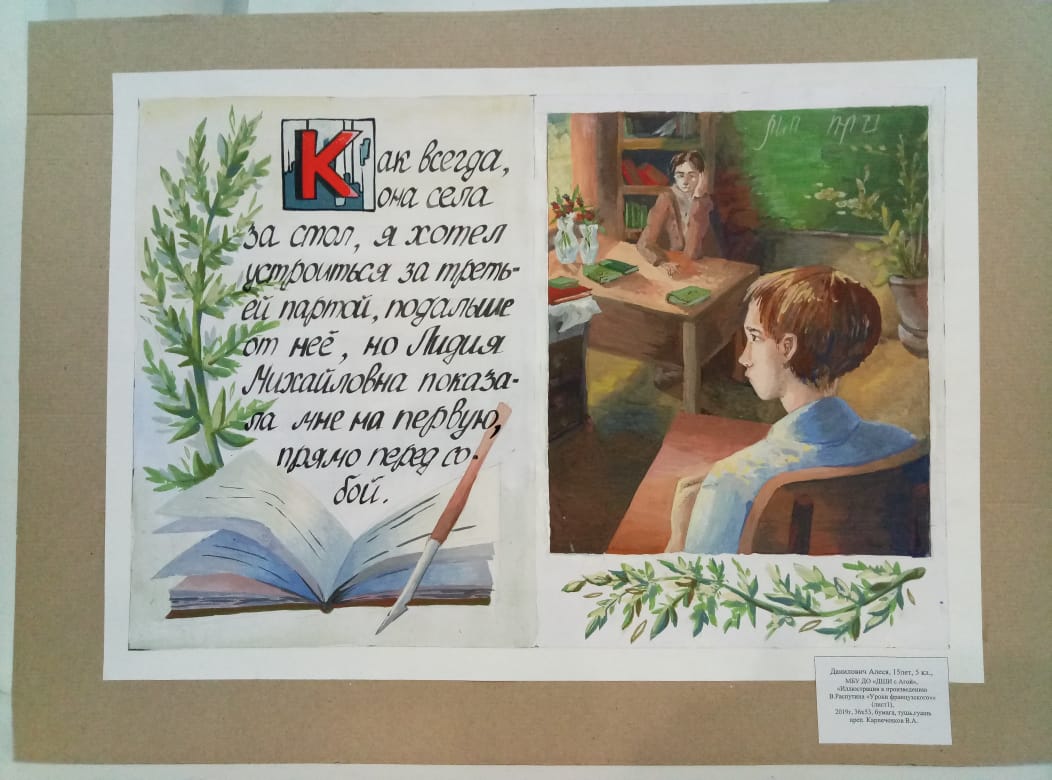 Как всегда,
она села
за стол, я хотел
устроиться за треть-
ей партой, подальше
от неё, но Лидия
Михайловна показа-
ла мне на первую,
прямо перед со-
бой.
Данилович Алеся, 15лет, 5 кл.,
МБУ ДО «ДШИ с Агой»,
«Иллюстрация к произведению
В.Распутина «Уроки французского»»
(лист1),
2019г, 36х53, бумага, тушь,гуашь
преп. Карпеченков В.А.